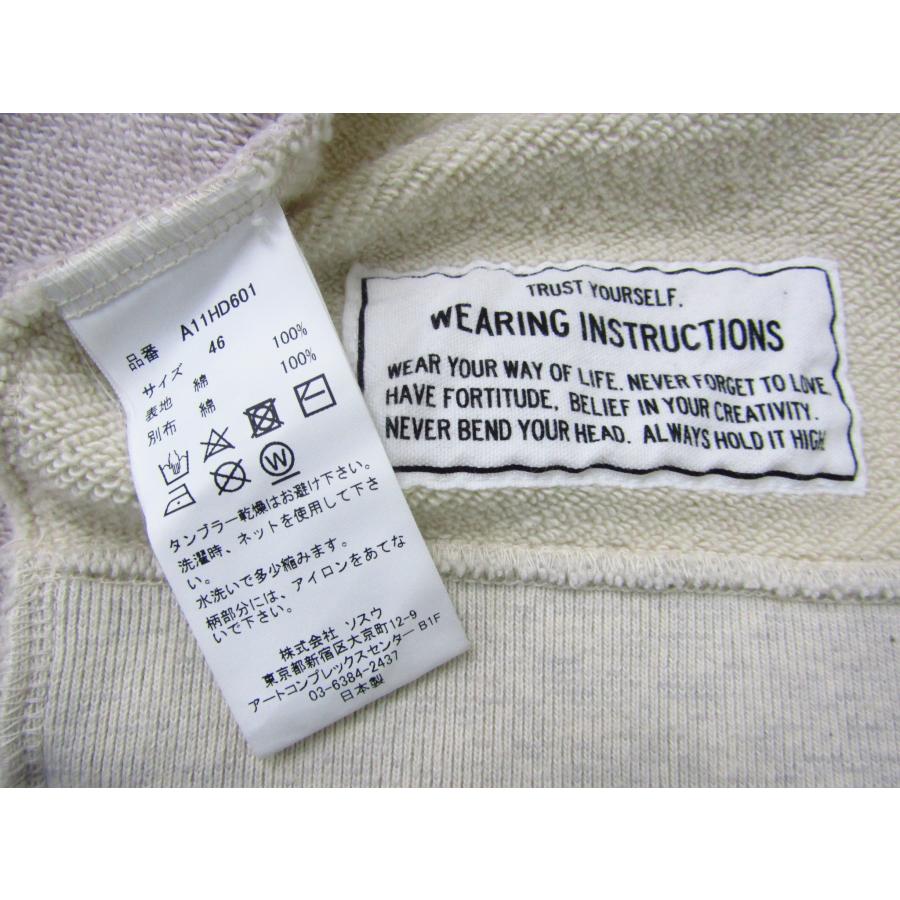 品番 A11HD601
サイズ 46
表地 綿 100%
別布 綿 100%
W
タンブラー乾燥はお避け下さい。
洗濯時、ネットを使用して下さ
い。
水洗いで多少縮みます。
柄部分には、アイロンをあてな
いで下さい。
株式会社 ソスウ
東京都新宿区大京町12-9
アートコンプレックスセンター B1F
03-6384-2437
日本製
TRUST YOURSELF.
WEARING INSTRUCTIONS
WEAR YOUR WAY OF LIFE. NEVER FORGET TO LOVE.
HAVE FORTITUDE, BELIEF IN YOUR CREATIVITY.
NEVER BEND YOUR HEAD. ALWAYS HOLD IT HIGH